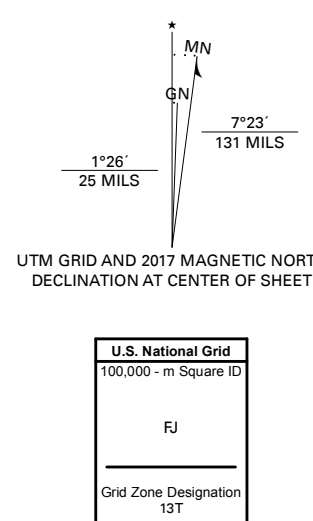 ★
MN
GN
7°23´
131 MILS
1°26´
25 MILS
UTM GRID AND 2017 MAGNETIC NORT
DECLINATION AT CENTER OF SHEET
U.S. National Grid
100,000 - m Square ID
FJ
Grid Zone Designation
13T